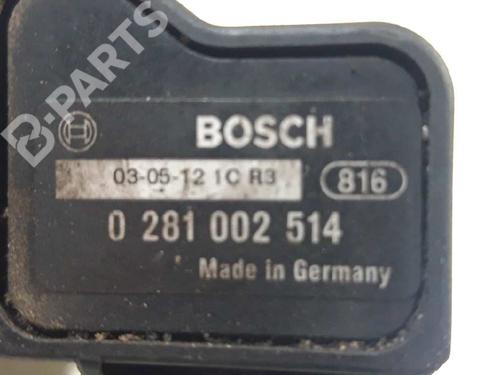 B-PARTS
BOSCH
03-05-12 1C R3
816
0 281 002 514
Made in Germany